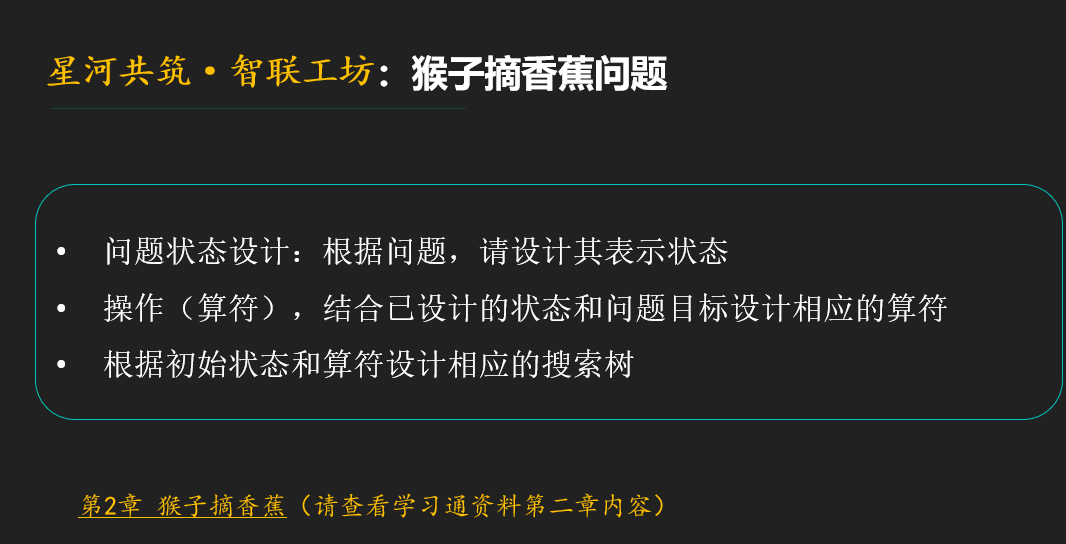 星河共筑·智联工坊：猴子摘香蕉问题
• 问题状态设计：根据问题，请设计其表示状态
• 操作（算符），结合已设计的状态和问题目标设计相应的算符
• 根据初始状态和算符设计相应的搜索树
第2章 猴子摘香蕉（请查看学习通资料第二章内容）